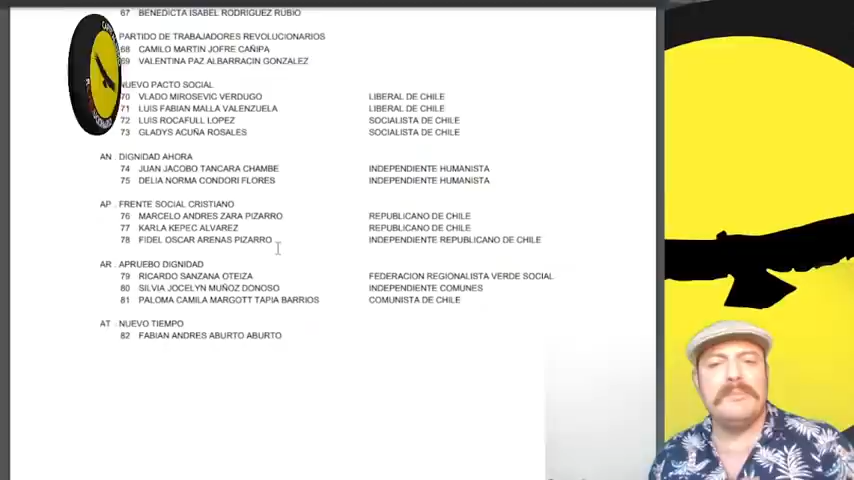 67 BENEDICTA ISABEL RODRIGUEZ RUBIO
PARTIDO DE TRABAJADORES REVOLUCIONARIOS
68 CAMILO MARTIN JOFRE CAÑIPA
69 VALENTINA PAZ ALBARRACIN GONZALEZ
NUEVO PACTO SOCIAL
70 VLADO MIROSEVIC VERDUGO LIBERAL DE CHILE
71 LUIS FABIAN MALLA VALENZUELA LIBERAL DE CHILE
72 LUIS ROCAFULL LOPEZ SOCIALISTA DE CHILE
73 GLADYS ACUÑA ROSALES SOCIALISTA DE CHILE
AN . DIGNIDAD AHORA
74 JUAN JACOBO TANCARA CHAMBE INDEPENDIENTE HUMANISTA
75 DELIA NORMA CONDORI FLORES INDEPENDIENTE HUMANISTA
AP . FRENTE SOCIAL CRISTIANO
76 MARCELO ANDRES ZARA PIZARRO REPUBLICANO DE CHILE
77 KARLA KEPEC ALVAREZ REPUBLICANO DE CHILE
78 FIDEL OSCAR ARENAS PIZARRO INDEPENDIENTE REPUBLICANO DE CHILE
AR . APRUEBO DIGNIDAD
79 RICARDO SANZANA OTEIZA FEDERACION REGIONALISTA VERDE SOCIAL
80 SILVIA JOCELYN MUÑOZ DONOSO INDEPENDIENTE COMUNES
81 PALOMA CAMILA MARGOTT TAPIA BARRIOS COMUNISTA DE CHILE
AT . NUEVO TIEMPO
82 FABIAN ANDRES ABURTO ABURTO